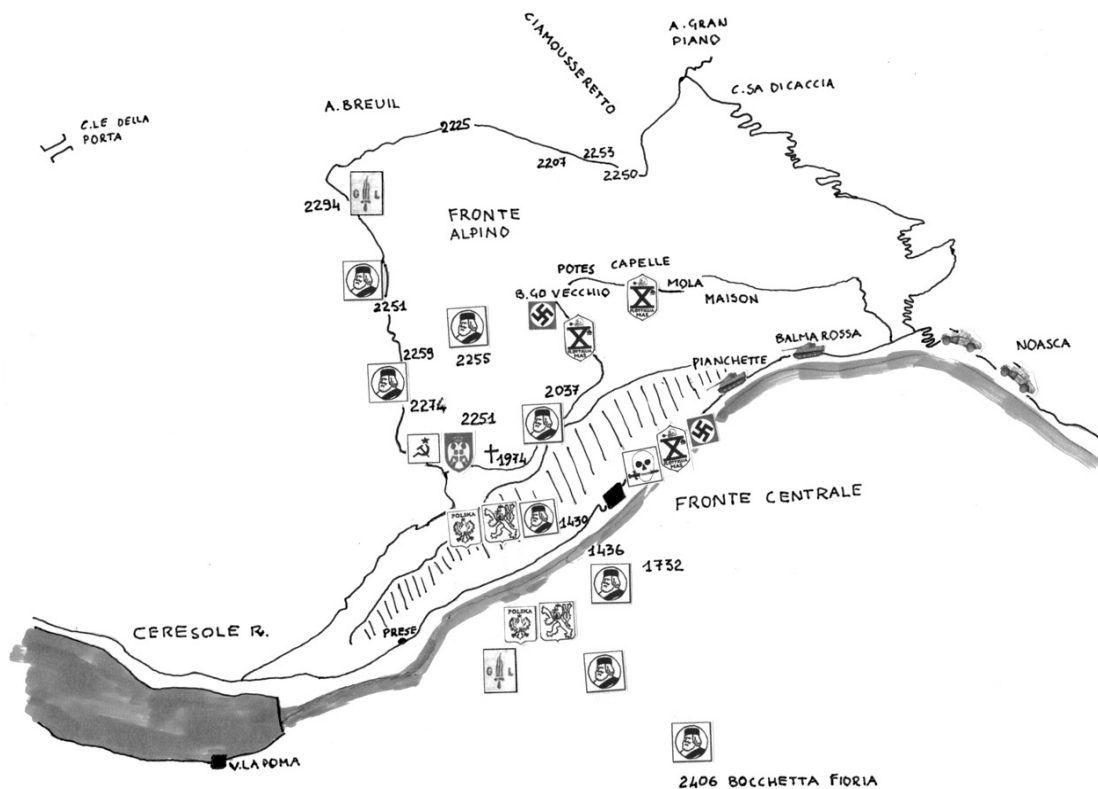 CIAMOUSSERETTO
A. GRAN
PIANO
C.SA DI CACCIA
C.LE DELLA
PORTA
A. BREUIL
2225
2253
2207
2250
2294
G L
FRONTE
ALPINO
POTES CAPELLE
MOLA
MAISON
B.GO VECCHIO
X
X
2251
2255
2259
BALMA ROSSA
NOASCA
PIANCHETTE
2037
2274
2251
1974
X
FRONTE CENTRALE
POLSKA
1430
1436
1732
POLSKA
CERESOLE R.
PRESE
G L
V.LA POMA
2406 BOCCHETTA FIORIA